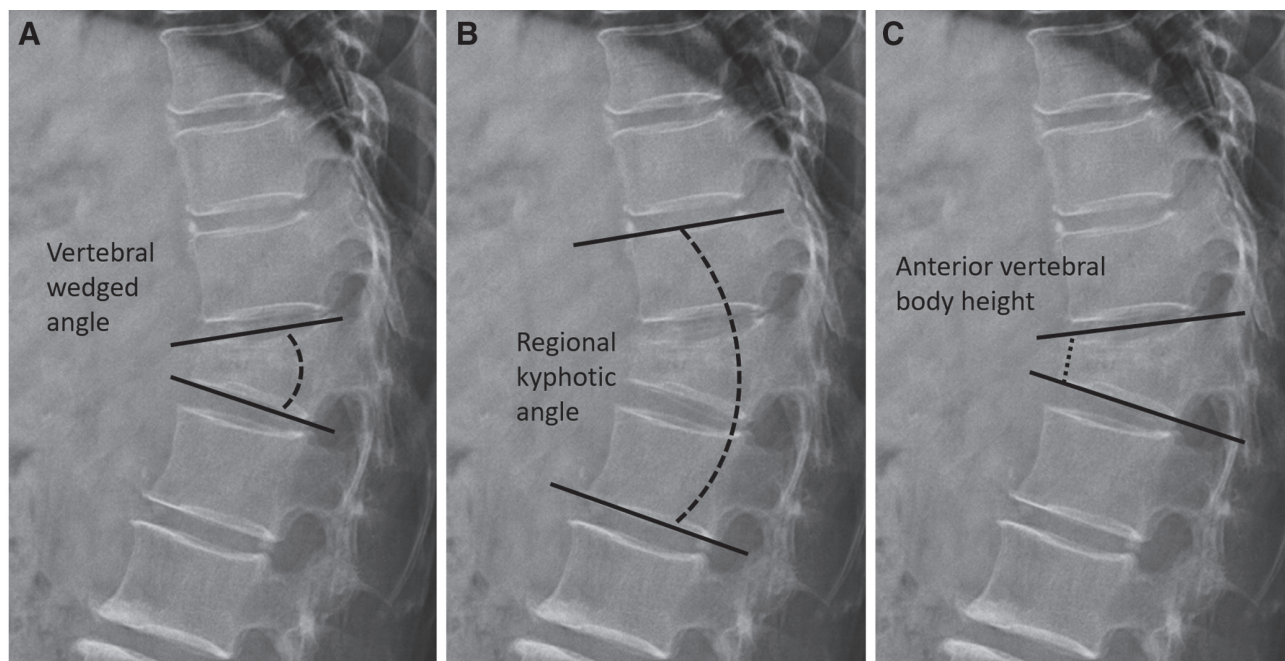 A
B
C
Vertebral
wedged
angle
Regional
kyphotic
angle
Anterior vertebral
body height